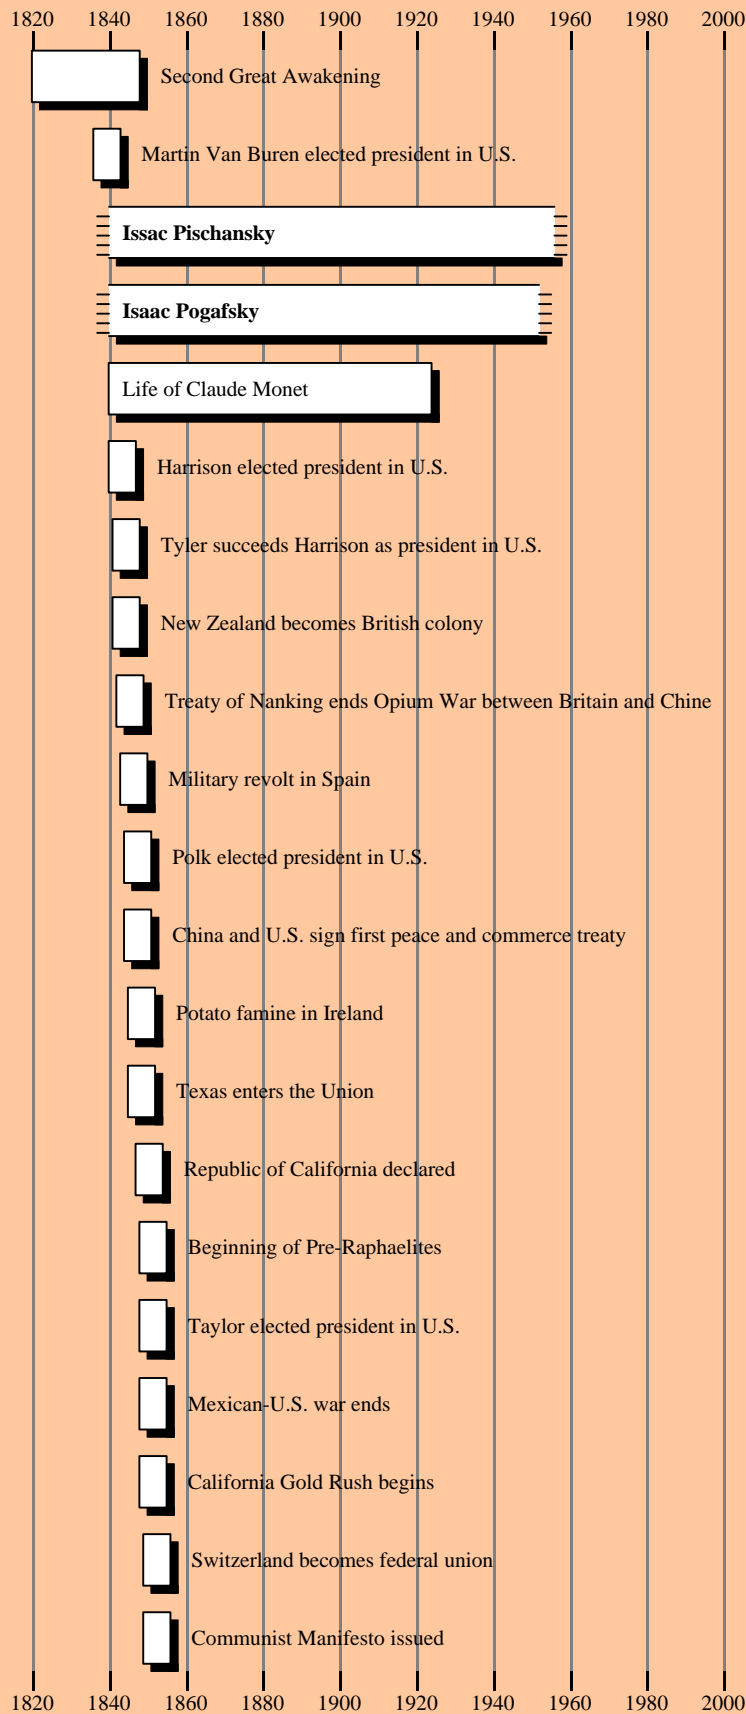 1820 1840 1860 1880 1900 1920 1940 1960 1980 2000
Second Great Awakening
Martin Van Buren elected president in U.S.
Issac Pischansky
Isaac Pogafsky
Life of Claude Monet
Harrison elected president in U.S.
Tyler succeeds Harrison as president in U.S.
New Zealand becomes British colony
Treaty of Nanking ends Opium War between Britain and Chine
Military revolt in Spain
Polk elected president in U.S.
China and U.S. sign first peace and commerce treaty
Potato famine in Ireland
Texas enters the Union
Republic of California declared
Beginning of Pre-Raphaelites
Taylor elected president in U.S.
Mexican-U.S. war ends
California Gold Rush begins
Switzerland becomes federal union
Communist Manifesto issued
1820 1840 1860 1880 1900 1920 1940 1960 1980 2000